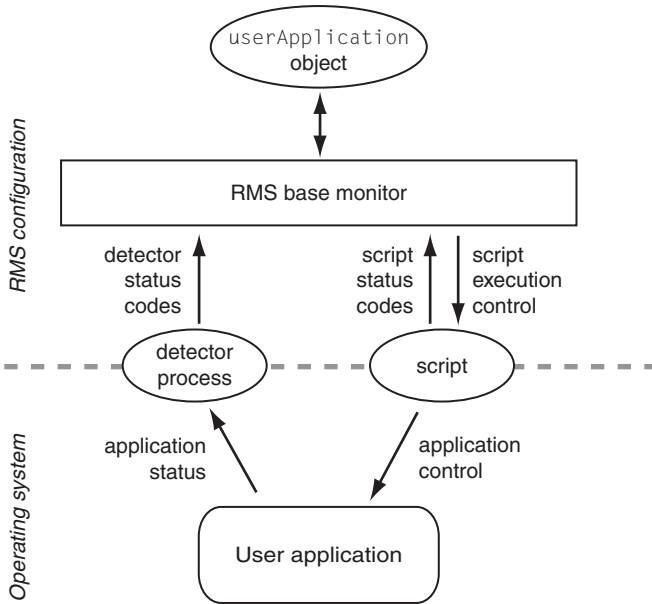 userApplication
object
RMS configuration
RMS base monitor
detector
status
codes
script
status
codes
script
execution
control
detector
process
script
Operating system
application
status
application
control
User application